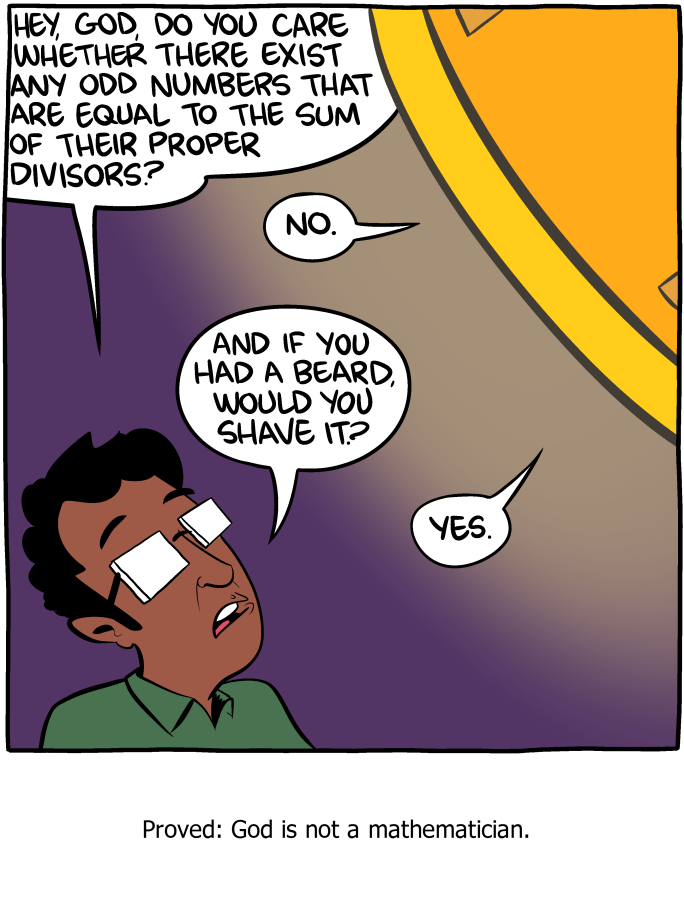 HEY, GOD, DO YOU CARE
WHETHER THERE EXIST
ANY ODD NUMBERS THAT
ARE EQUAL TO THE SUM
OF THEIR PROPER
DIVISORS?
NO.
AND IF YOU
HAD A BEARD,
WOULD YOU
SHAVE IT?
YES.
Proved: God is not a mathematician.